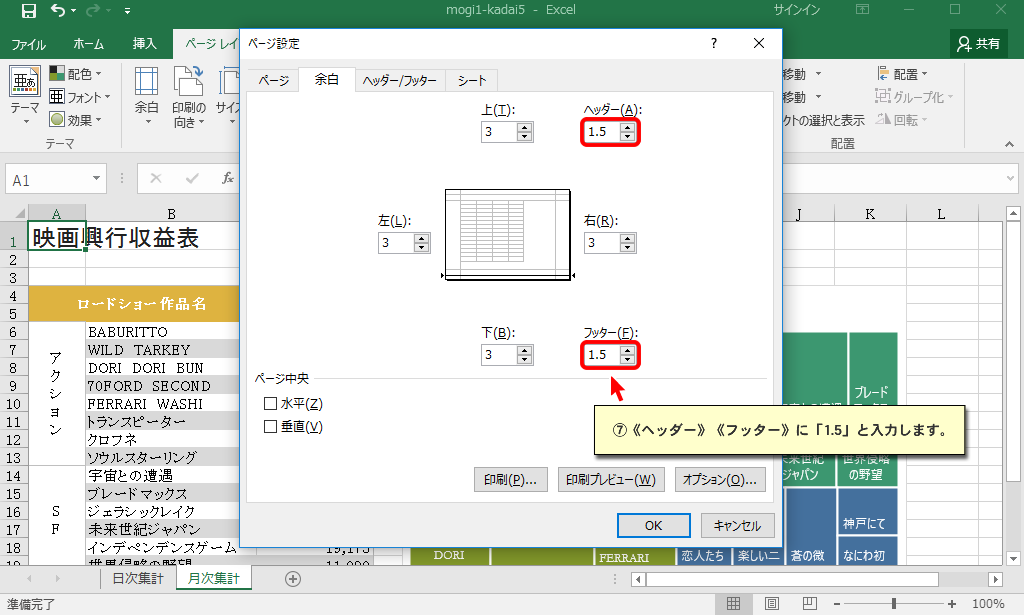 mogi1-kadai5 - Excel
サインイン
ファイル
ホーム
挿入
ページ レイ
共有
配色
フォント
効果
テーマ
テーマ
余白
印刷の
向き
サイズ
移動
移動
クトの選択と表示
配置
グループ化
回転
配置
A1
fx
A
B
J
K
L
1
映画興行収益表
2
3
4
ロードショー作品名
5
6
BABURITTO
7
WILD TARKEY
8
DORI DORI BUN
9
70FORD SECOND
10
FERRARI WASHI
11
トランスピーター
12
クロフネ
13
ソウルスターリング
アクション
14
宇宙との遭遇
15
ブレードマックス
16
ジェラシックレイク
17
未来世紀ジャパン
18
インデペンデンスゲーム
19,175
世界侵略の野望
11,090
SF
ページ設定
?
ページ
余白
ヘッダー/フッター
シート
上(T):
3
ヘッダー(A):
1.5
左(L):
3
右(R):
3
下(B):
3
フッター(F):
1.5
ページ中央
水平(Z)
垂直(V)
⑦《ヘッダー》《フッター》に「1.5」と入力します。
印刷(P)...
印刷プレビュー(W)
オプション(O)...
OK
キャンセル
ブレード
未来世紀
ジャパン
世界侵略
の野望
神戸にて
DORI
FERRARI
恋人たち
楽しい二
蒼の微
なにわ初
日次集計
月次集計
準備完了
100%